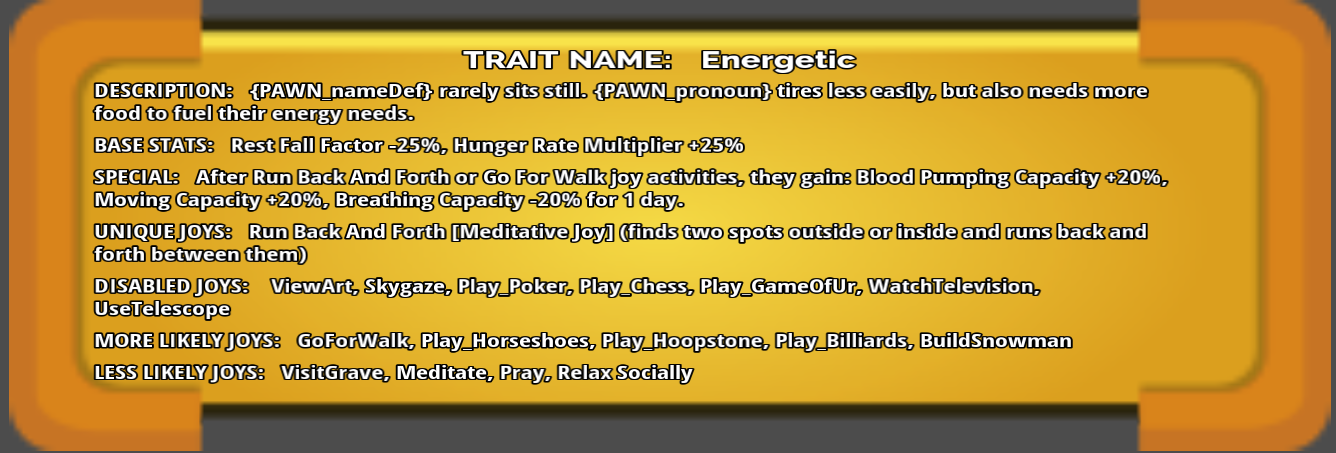 TRAIT NAME: Energetic
DESCRIPTION: {PAWN_nameDef} rarely sits still. {PAWN_pronoun} tires less easily, but also needs more
food to fuel their energy needs.
BASE STATS: Rest Fall Factor -25%, Hunger Rate Multiplier +25%
SPECIAL: After Run Back And Forth or Go For Walk joy activities, they gain: Blood Pumping Capacity +20%,
Moving Capacity +20%, Breathing Capacity -20% for 1 day.
UNIQUE JOYS: Run Back And Forth [Meditative Joy] (finds two spots outside or inside and runs back and
forth between them)
DISABLED JOYS: ViewArt, Skygaze, Play_Poker, Play_Chess, Play_GameOfUr, WatchTelevision,
UseTelescope
MORE LIKELY JOYS: GoForWalk, Play_Horseshoes, Play_Hoopstone, Play_Billiards, BuildSnowman
LESS LIKELY JOYS: VisitGrave, Meditate, Pray, Relax Socially